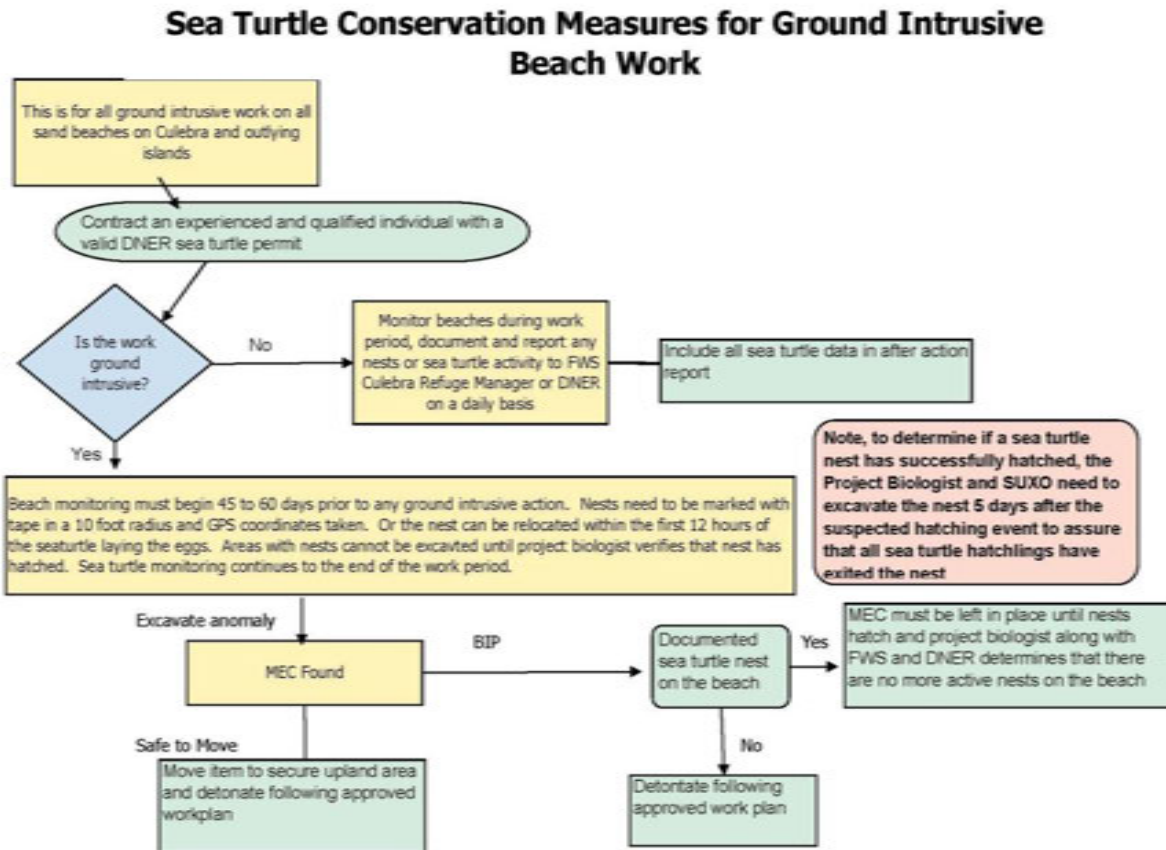 Sea Turtle Conservation Measures for Ground Intrusive
Beach Work
This is for all ground intrusive work on all
sand beaches on Culebra and outlying
islands
Contract an experienced and qualified individual with a
valid DNER sea turtle permit
Is the work
ground
intrusive?
No
Monitor beaches during work
period, document and report any
nests or sea turtle activity to FWS
Culebra Refuge Manager or DNER
on a daily basis
Include all sea turtle data in after action
report
Yes
Note, to determine if a sea turtle
nest has successfully hatched, the
Project Biologist and SUXO need to
excavate the nest 5 days after the
suspected hatching event to assure
that all sea turtle hatchlings have
exited the nest
Beach monitoring must begin 45 to 60 days prior to any ground intrusive action. Nests need to be marked with
tape in a 10 foot radius and GPS coordinates taken. Or the nest can be relocated within the first 12 hours of
the seaturtle laying the eggs. Areas with nests cannot be excavted until project biologist verifies that nest has
hatched. Sea turtle monitoring continues to the end of the work period.
Excavate anomaly
MEC Found
BIP
Documented
sea turtle nest
on the beach
Yes
MEC must be left in place until nests
hatch and project biologist along with
FWS and DNER determines that there
are no more active nests on the beach
Safe to Move
Move item to secure upland area
and detonate following approved
workplan
No
Detontate following
approved work plan